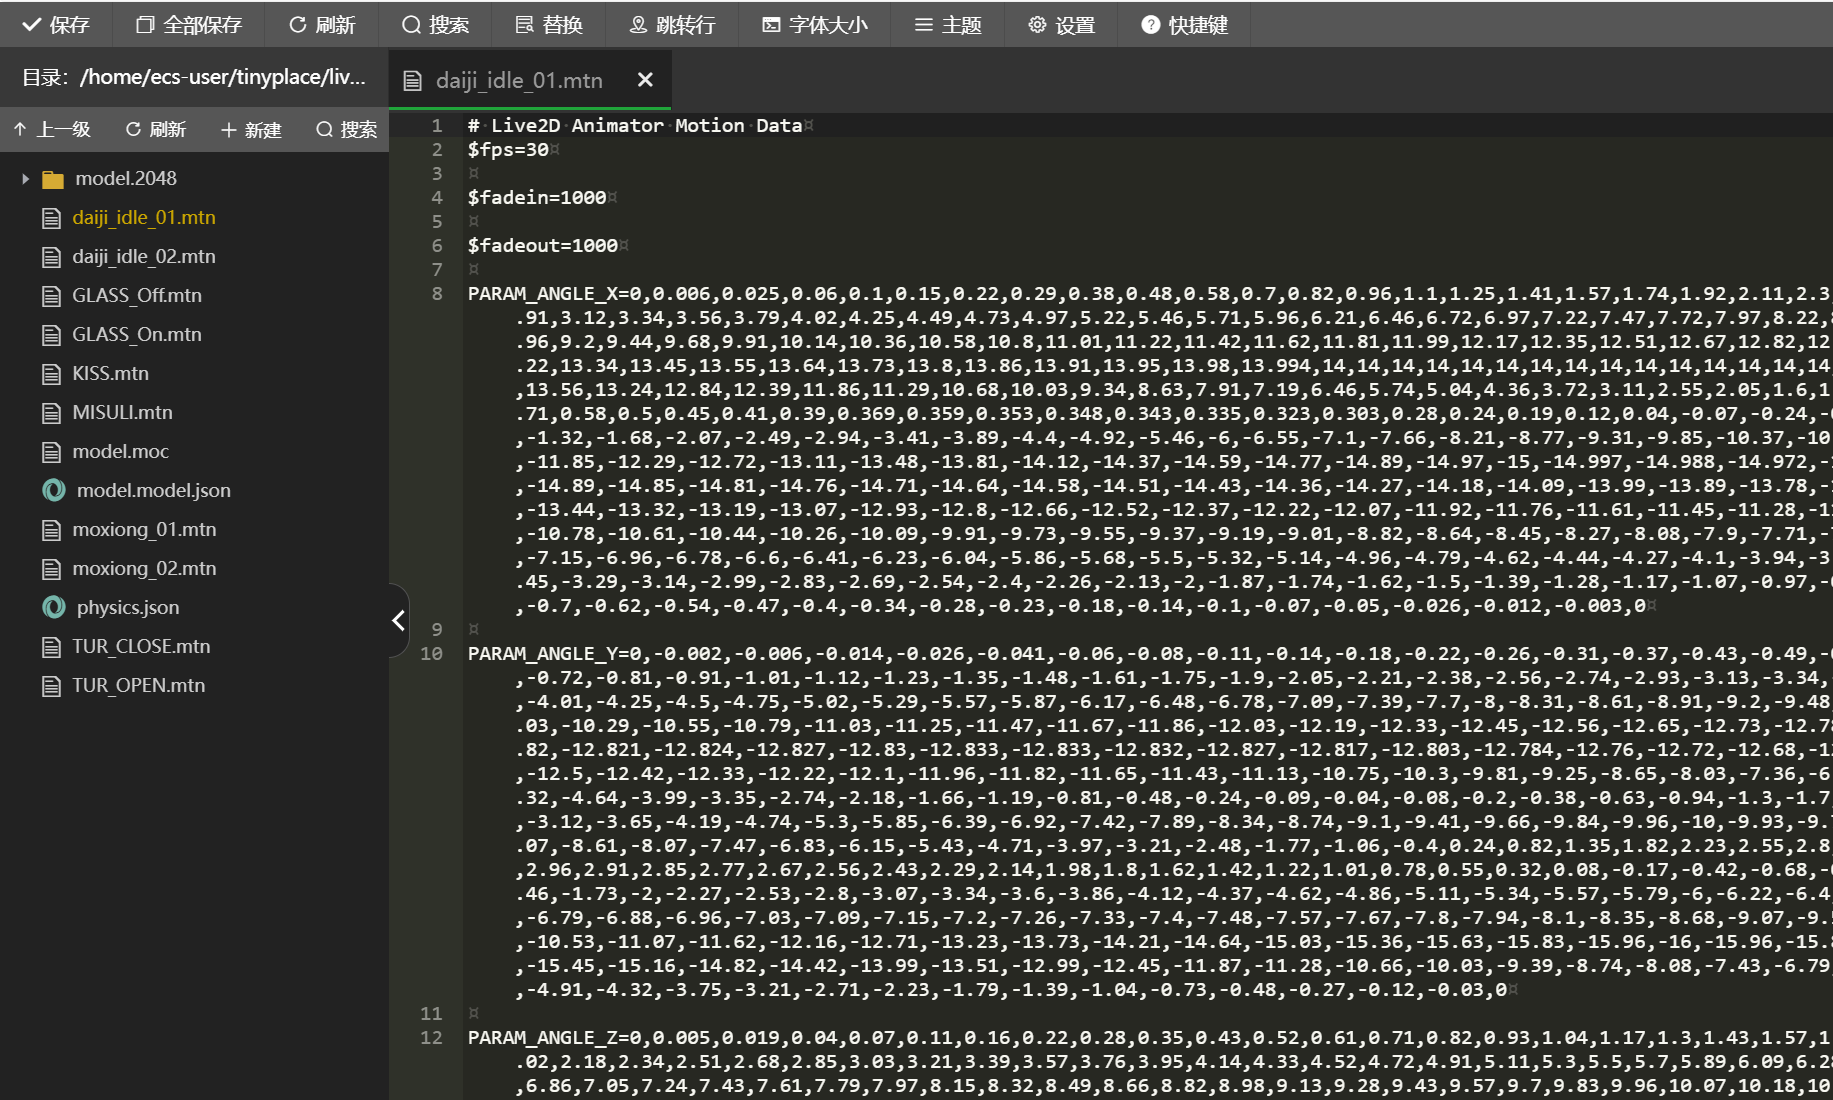 保存 全部保存 刷新 搜索 替换 跳转行 字体大小 主题 设置 快捷键
目录: /home/ecs-user/tinyplace/liv...
上一级 刷新 新建 搜索
model.2048
daiji_idle_01.mtn
daiji_idle_02.mtn
GLASS_Off.mtn
GLASS_On.mtn
KISS.mtn
MISULI.mtn
model.moc
model.model.json
moxiong_01.mtn
moxiong_02.mtn
physics.json
TUR_CLOSE.mtn
TUR_OPEN.mtn
daiji_idle_01.mtn
1 # Live2D Animator Motion Data
2 $fps=30
3
4 $fadein=1000
5
6 $fadeout=1000
7
8 PARAM_ANGLE_X=0,0.006,0.025,0.06,0.1,0.15,0.22,0.29,0.38,0.48,0.58,0.7,0.82,0.96,1.1,1.25,1.41,1.57,1.74,1.92,2.11,2.3
.91,3.12,3.34,3.56,3.79,4.02,4.25,4.49,4.73,4.97,5.22,5.46,5.71,5.96,6.21,6.46,6.72,6.97,7.22,7.47,7.72,7.97,8.22,
.96,9.2,9.44,9.68,9.91,10.14,10.36,10.58,10.8,11.01,11.22,11.42,11.62,11.81,11.99,12.17,12.35,12.51,12.67,12.82,12
.22,13.34,13.45,13.55,13.64,13.73,13.8,13.86,13.91,13.95,13.98,13.994,14,14,14,14,14,14,14,14,14,14,14,14,14,14,
,13.56,13.24,12.84,12.39,11.86,11.29,10.68,10.03,9.34,8.63,7.91,7.19,6.46,5.74,5.04,4.36,3.72,3.11,2.55,2.05,1.6,1
.71,0.58,0.5,0.45,0.41,0.39,0.369,0.359,0.353,0.348,0.343,0.335,0.323,0.303,0.28,0.24,0.19,0.12,0.04,-0.07,-0.24,-
,-1.32,-1.68,-2.07,-2.49,-2.94,-3.41,-3.89,-4.4,-4.92,-5.46,-6,-6.55,-7.1,-7.66,-8.21,-8.77,-9.31,-9.85,-10.37,-10
,-11.85,-12.29,-12.72,-13.11,-13.48,-13.81,-14.12,-14.37,-14.59,-14.77,-14.89,-14.97,-15,-14.997,-14.988,-14.972,-
,-14.89,-14.85,-14.81,-14.76,-14.71,-14.64,-14.58,-14.51,-14.43,-14.36,-14.27,-14.18,-14.09,-13.99,-13.89,-13.78,-
,-13.44,-13.32,-13.19,-13.07,-12.93,-12.8,-12.66,-12.52,-12.37,-12.22,-12.07,-11.92,-11.76,-11.61,-11.45,-11.28,-1
,-10.78,-10.61,-10.44,-10.26,-10.09,-9.91,-9.73,-9.55,-9.37,-9.19,-9.01,-8.82,-8.64,-8.45,-8.27,-8.08,-7.9,-7.71,-
,-7.15,-6.96,-6.78,-6.6,-6.41,-6.23,-6.04,-5.86,-5.68,-5.5,-5.32,-5.14,-4.96,-4.79,-4.62,-4.44,-4.27,-4.1,-3.94,-3
.45,-3.29,-3.14,-2.99,-2.83,-2.69,-2.54,-2.4,-2.26,-2.13,-2,-1.87,-1.74,-1.62,-1.5,-1.39,-1.28,-1.17,-1.07,-0.97,-
,-0.7,-0.62,-0.54,-0.47,-0.4,-0.34,-0.28,-0.23,-0.18,-0.14,-0.1,-0.07,-0.05,-0.026,-0.012,-0.003,0
9
10 PARAM_ANGLE_Y=0,-0.002,-0.006,-0.014,-0.026,-0.041,-0.06,-0.08,-0.11,-0.14,-0.18,-0.22,-0.26,-0.31,-0.37,-0.43,-0.49,-
,-0.72,-0.81,-0.91,-1.01,-1.12,-1.23,-1.35,-1.48,-1.61,-1.75,-1.9,-2.05,-2.21,-2.38,-2.56,-2.74,-2.93,-3.13,-3.34,
,-4.01,-4.25,-4.5,-4.75,-5.02,-5.29,-5.57,-5.87,-6.17,-6.48,-6.78,-7.09,-7.39,-7.7,-8,-8.31,-8.61,-8.91,-9.2,-9.48
.03,-10.29,-10.55,-10.79,-11.03,-11.25,-11.47,-11.67,-11.86,-12.03,-12.19,-12.33,-12.45,-12.56,-12.65,-12.73,-12.78
.82,-12.821,-12.824,-12.827,-12.83,-12.833,-12.833,-12.832,-12.827,-12.817,-12.803,-12.784,-12.76,-12.72,-12.68,-1
,-12.5,-12.42,-12.33,-12.22,-12.1,-11.96,-11.82,-11.65,-11.43,-11.13,-10.75,-10.3,-9.81,-9.25,-8.65,-8.03,-7.36,-6
.32,-4.64,-3.99,-3.35,-2.74,-2.18,-1.66,-1.19,-0.81,-0.48,-0.24,-0.09,-0.04,-0.08,-0.2,-0.38,-0.63,-0.94,-1.3,-1.7
,-3.12,-3.65,-4.19,-4.74,-5.3,-5.85,-6.39,-6.92,-7.42,-7.89,-8.34,-8.74,-9.1,-9.41,-9.66,-9.84,-9.96,-10,-9.93,-9.
.07,-8.61,-8.07,-7.47,-6.83,-6.15,-5.43,-4.71,-3.97,-3.21,-2.48,-1.77,-1.06,-0.4,0.24,0.82,1.35,1.82,2.23,2.55,2.8
,2.96,2.91,2.85,2.77,2.67,2.56,2.43,2.29,2.14,1.98,1.8,1.62,1.42,1.22,1.01,0.78,0.55,0.32,0.08,-0.17,-0.42,-0.68,-
.46,-1.73,-2,-2.27,-2.53,-2.8,-3.07,-3.34,-3.6,-3.86,-4.12,-4.37,-4.62,-4.86,-5.11,-5.34,-5.57,-5.79,-6,-6.22,-6.4
,-6.79,-6.88,-6.96,-7.03,-7.09,-7.15,-7.2,-7.26,-7.33,-7.4,-7.48,-7.57,-7.67,-7.8,-7.94,-8.1,-8.35,-8.68,-9.07,-9.
,-10.53,-11.07,-11.62,-12.16,-12.71,-13.23,-13.73,-14.21,-14.64,-15.03,-15.36,-15.63,-15.83,-15.96,-16,-15.96,-15.
,-15.45,-15.16,-14.82,-14.42,-13.99,-13.51,-12.99,-12.45,-11.87,-11.28,-10.66,-10.03,-9.39,-8.74,-8.08,-7.43,-6.79
,-4.91,-4.32,-3.75,-3.21,-2.71,-2.23,-1.79,-1.39,-1.04,-0.73,-0.48,-0.27,-0.12,-0.03,0
11
12 PARAM_ANGLE_Z=0,0.005,0.019,0.04,0.07,0.11,0.16,0.22,0.28,0.35,0.43,0.52,0.61,0.71,0.82,0.93,1.04,1.17,1.3,1.43,1.57,1
.02,2.18,2.34,2.51,2.68,2.85,3.03,3.21,3.39,3.57,3.76,3.95,4.14,4.33,4.52,4.72,4.91,5.11,5.3,5.5,5.7,5.89,6.09,6.28
,6.86,7.05,7.24,7.43,7.61,7.79,7.97,8.15,8.32,8.49,8.66,8.82,8.98,9.13,9.28,9.43,9.57,9.7,9.83,9.96,10.07,10.18,10